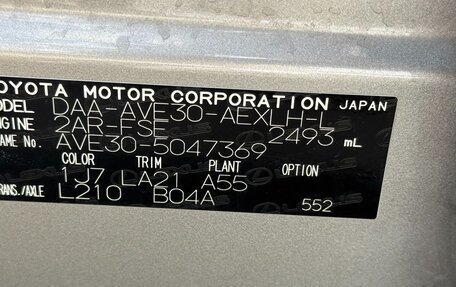 TOYOTA MOTOR CORPORATION JAPAN
MODEL DAA-AVE30-AEXLH-L
ENGINE 2AR-FSE 2493 mL
FRAME No. AVE30-5047369
COLOR TRIM PLANT OPTION
1J7 LA21 A55
TRANS./AXLE L210 B04A
552